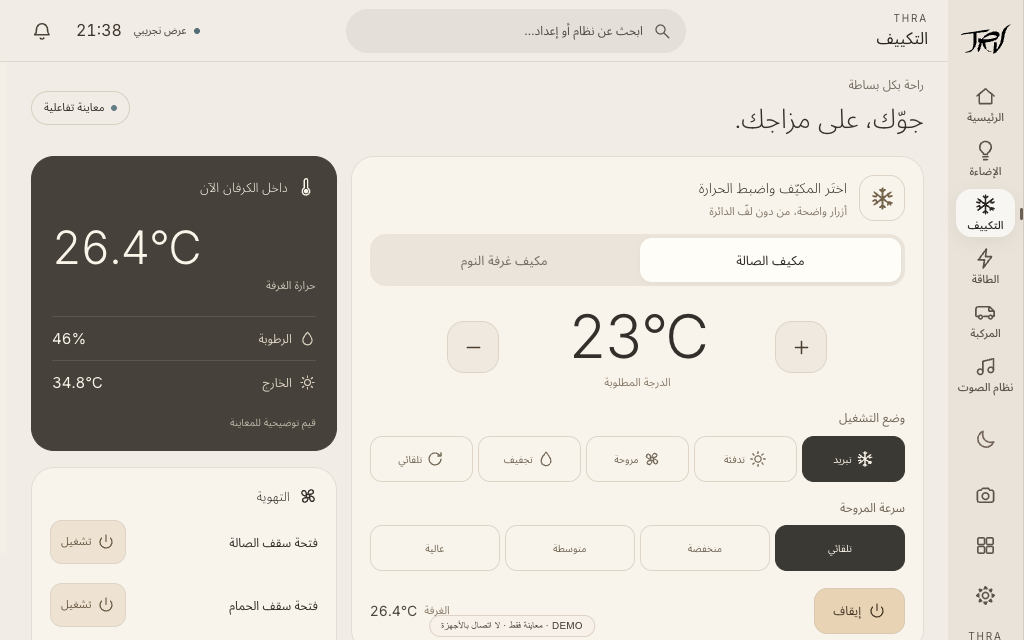 THRA
التكييف
ابحث عن نظام أو إعداد...
عرض تجريبي
21:38
الرئيسية
الإضاءة
التكييف
الطاقة
المركبة
نظام الصوت
THRA
راحة بكل بساطة
جوّك، على مزاجك.
معاينة تفاعلية
اختَر المكيّف واضبط الحرارة
أزرار واضحة، من دون لفّ الدائرة
مكيف الصالة
مكيف غرفة النوم
+
23°C
−
الدرجة المطلوبة
وضع التشغيل
تبريد
تدفئة
مروحة
تجفيف
تلقائي
سرعة المروحة
تلقائي
منخفضة
متوسطة
عالية
إيقاف
الغرفة 26.4°C
DEMO · معاينة فقط · لا اتصال بالأجهزة
داخل الكرفان الآن
26.4°C
حرارة الغرفة
الرطوبة 46%
الخارج 34.8°C
قيم توضيحية للمعاينة
التهوية
فتحة سقف الصالة
تشغيل
فتحة سقف الحمام
تشغيل